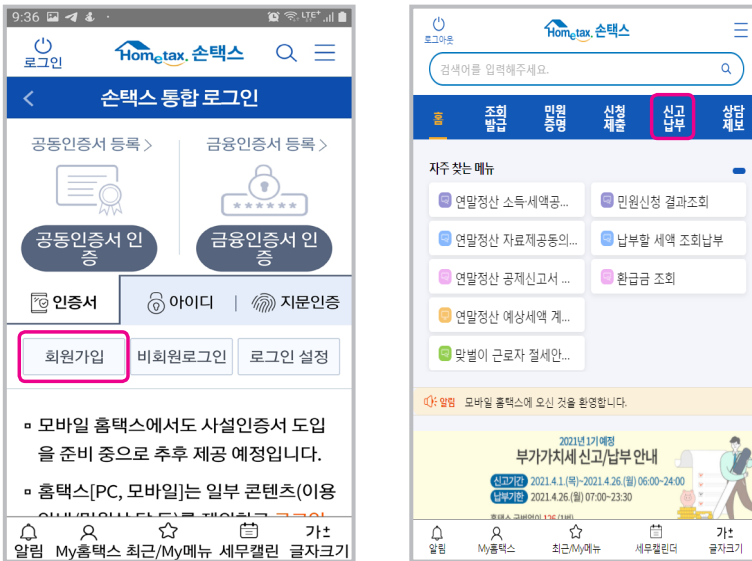 9:36
LTE+
로그인
Hometax. 손택스
손택스 통합 로그인
공동인증서 등록 >
금융인증서 등록 >
******
공동인증서 인
증
금융인증서 인
증
인증서
아이디
지문인증
회원가입
비회원로그인
로그인 설정
모바일 홈택스에서도 사설인증서 도입
을 준비 중으로 추후 제공 예정입니다.
홈택스[PC, 모바일]는 일부 콘텐츠(이용
알림
My홈택스
최근/My메뉴
세무캘린
가±
글자크기
로그아웃
Hometax. 손택스
검색어를 입력해주세요.
홈
조회
발급
민원
증명
신청
제출
신고
납부
상담
제보
자주 찾는 메뉴
연말정산 소득·세액공...
민원신청 결과조회
연말정산 자료제공동의...
납부할 세액 조회납부
연말정산 공제신고서 ...
환급금 조회
연말정산 예상세액 계...
맞벌이 근로자 절세안...
알림 모바일 홈택스에 오신 것을 환영합니다.
2021년 1기 예정
부가가치세 신고/납부 안내
신고기간 2021.4.1.(목)~2021.4.26.(월) 06:00~24:00
납부기한 2021.4.26.(월) 07:00~23:30
알림
My홈택스
최근/My메뉴
세무캘린더
가±
글자크기